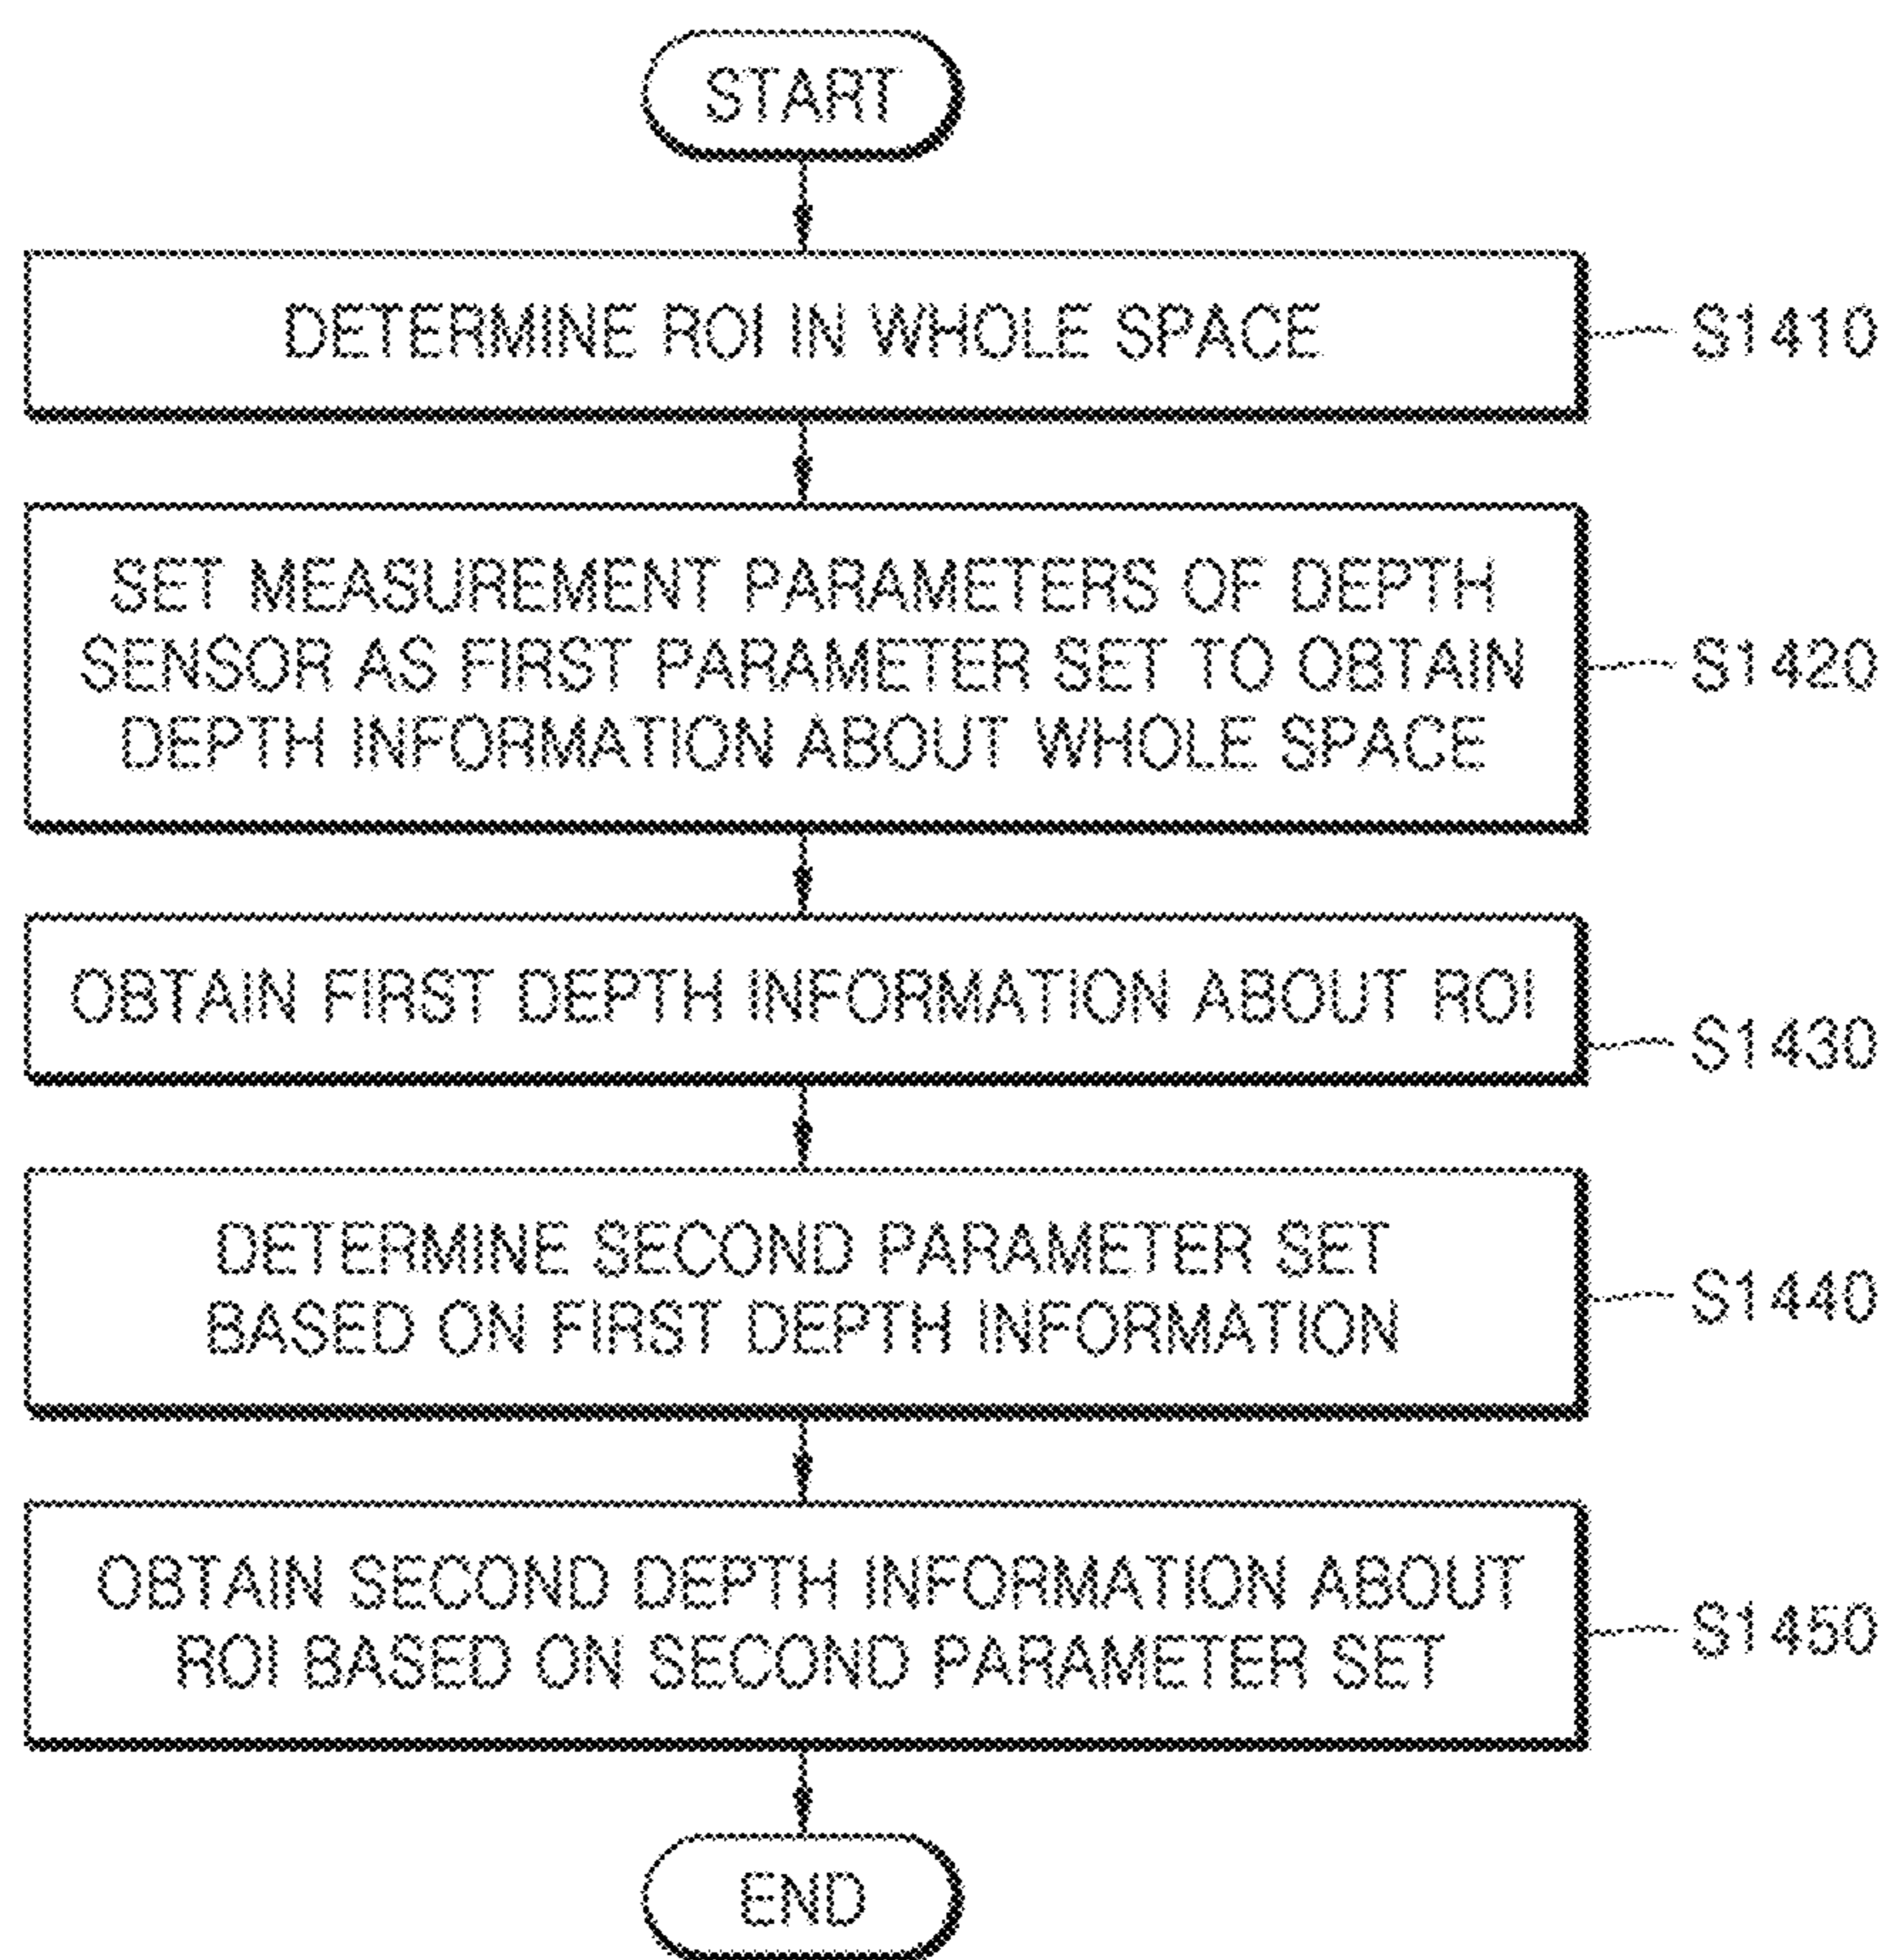 START
DETERMINE ROI IN WHOLE SPACE
S1410
SET MEASUREMENT PARAMETERS OF DEPTH
SENSOR AS FIRST PARAMETER SET TO OBTAIN
DEPTH INFORMATION ABOUT WHOLE SPACE
S1420
OBTAIN FIRST DEPTH INFORMATION ABOUT ROI
S1430
DETERMINE SECOND PARAMETER SET
BASED ON FIRST DEPTH INFORMATION
S1440
OBTAIN SECOND DEPTH INFORMATION ABOUT
ROI BASED ON SECOND PARAMETER SET
S1450
END